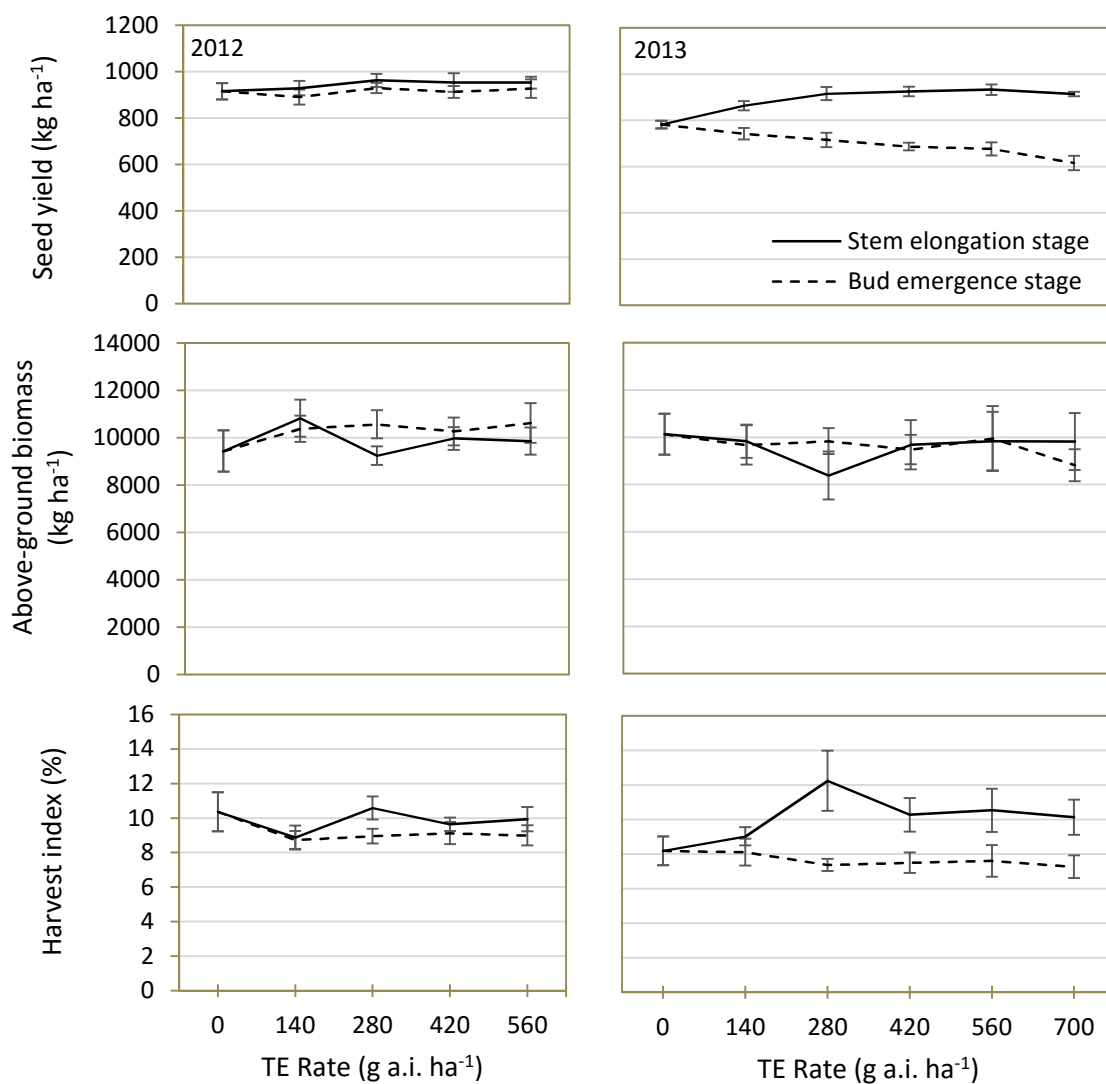 2012
2013
Seed yield (kg ha⁻¹)
1200
1000
800
600
400
200
0
Stem elongation stage
Bud emergence stage
Above-ground biomass
(kg ha⁻¹)
14000
12000
10000
8000
6000
4000
2000
0
Harvest index (%)
16
14
12
10
8
6
4
2
0
0 140 280 420 560
0 140 280 420 560 700
TE Rate (g a.i. ha⁻¹)
TE Rate (g a.i. ha⁻¹)